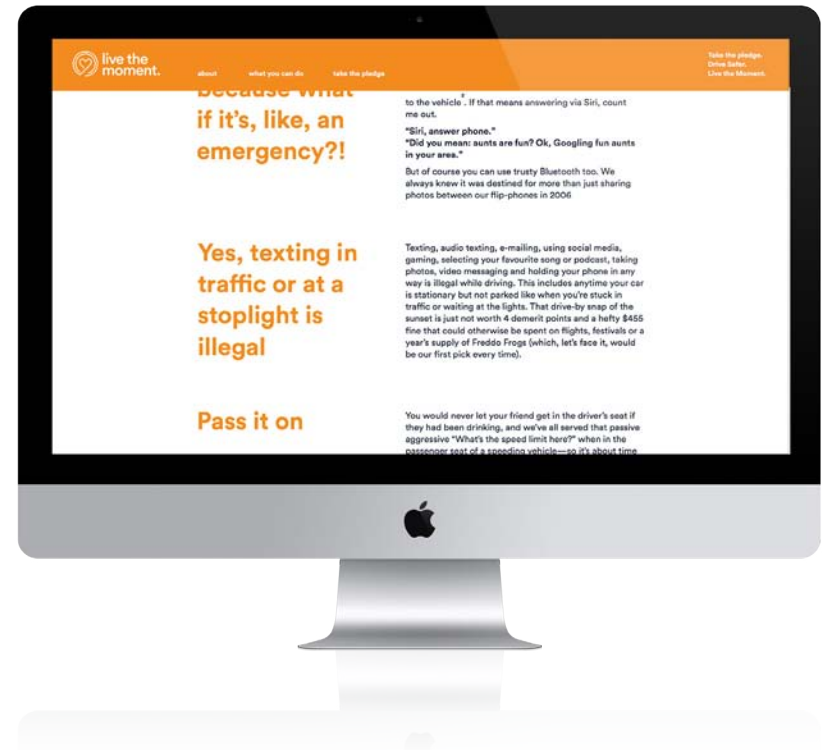 live the
moment.
about what you can do take the pledge
Take the pledge.
Drive Safer.
Live the Moment.
because what
if it's, like, an
emergency?!
to the vehicle . If that means answering via Siri, count
me out.
"Siri, answer phone."
"Did you mean: aunts are fun? Ok, Googling fun aunts
in your area."
But of course you can use trusty Bluetooth too. We
always knew it was destined for more than just sharing
photos between our flip-phones in 2006
Yes, texting in
traffic or at a
stoplight is
illegal
Texting, audio texting, e-mailing, using social media,
gaming, selecting your favourite song or podcast, taking
photos, video messaging and holding your phone in any
way is illegal while driving. This includes anytime your car
is stationary but not parked like when you're stuck in
traffic or waiting at the lights. That drive-by snap of the
sunset is just not worth 4 demerit points and a hefty $455
fine that could otherwise be spent on flights, festivals or a
year's supply of Freddo Frogs (which, let's face it, would
be our first pick every time).
Pass it on
You would never let your friend get in the driver's seat if
they had been drinking, and we've all served that passive
aggressive "What's the speed limit here?" when in the
passenger seat of a speeding vehicle—so it's about time